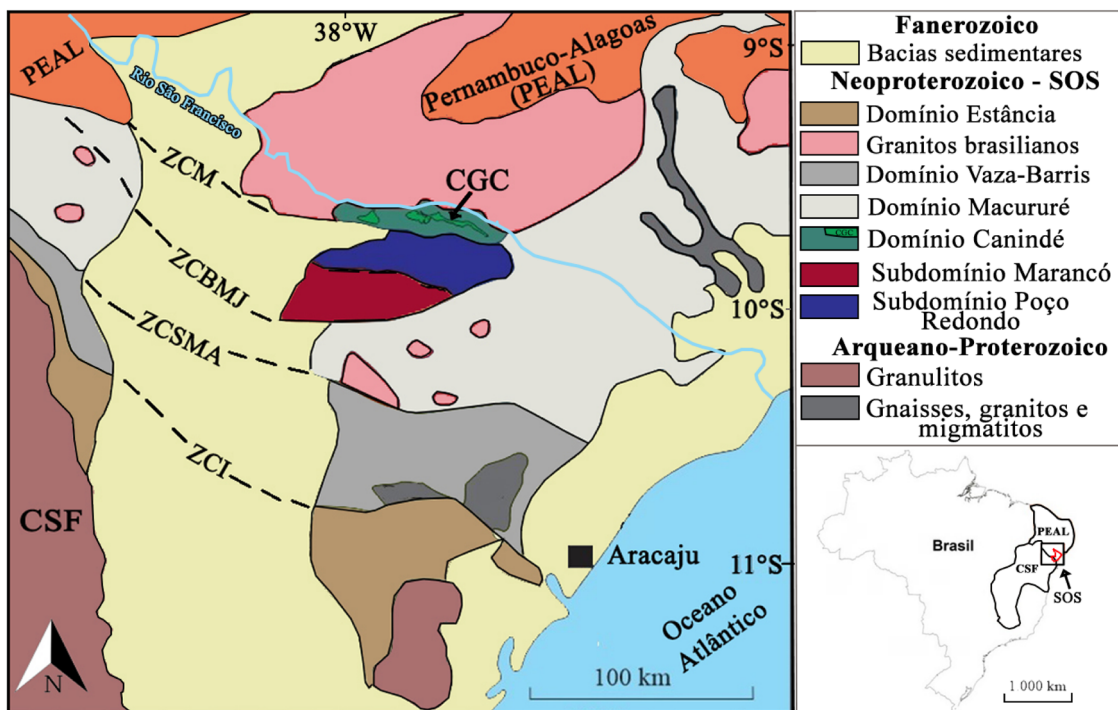 38°W
9°S
PEAL
Rio São Francisco
Pernambuco-Alagoas
(PEAL)
ZCM
CGC
ZCBMJ
10°S
ZCSMA
ZCI
CSF
Aracaju
11°S
Oceano
Atlântico
N
100 km
Fanerozoico
Bacias sedimentares
Neoproterozoico - SOS
Domínio Estância
Granitos brasilianos
Domínio Vaza-Barris
Domínio Macururé
CGC
Domínio Canindé
Subdomínio Marancó
Subdomínio Poço
Redondo
Arqueano-Proterozoico
Granulitos
Gnaisses, granitos e
migmatitos
PEAL
Brasil
CSF
SOS
1 000 km